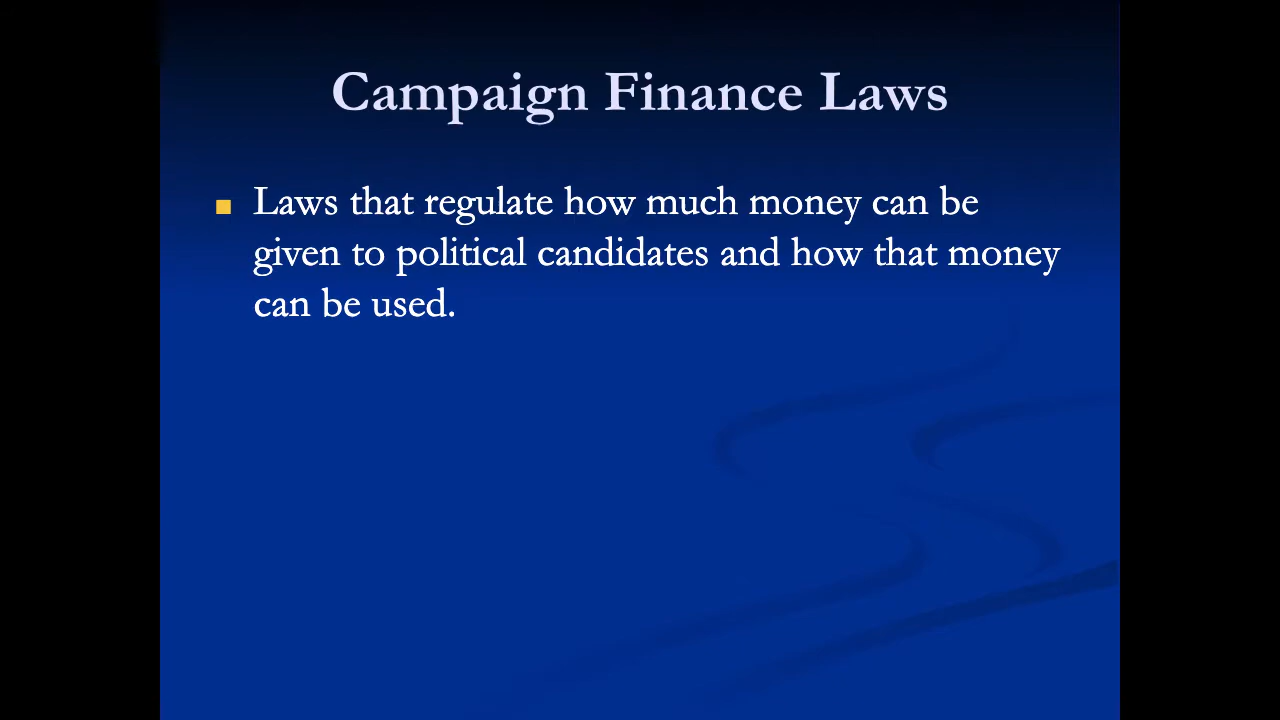 Campaign Finance Laws
Laws that regulate how much money can be
given to political candidates and how that money
can be used.